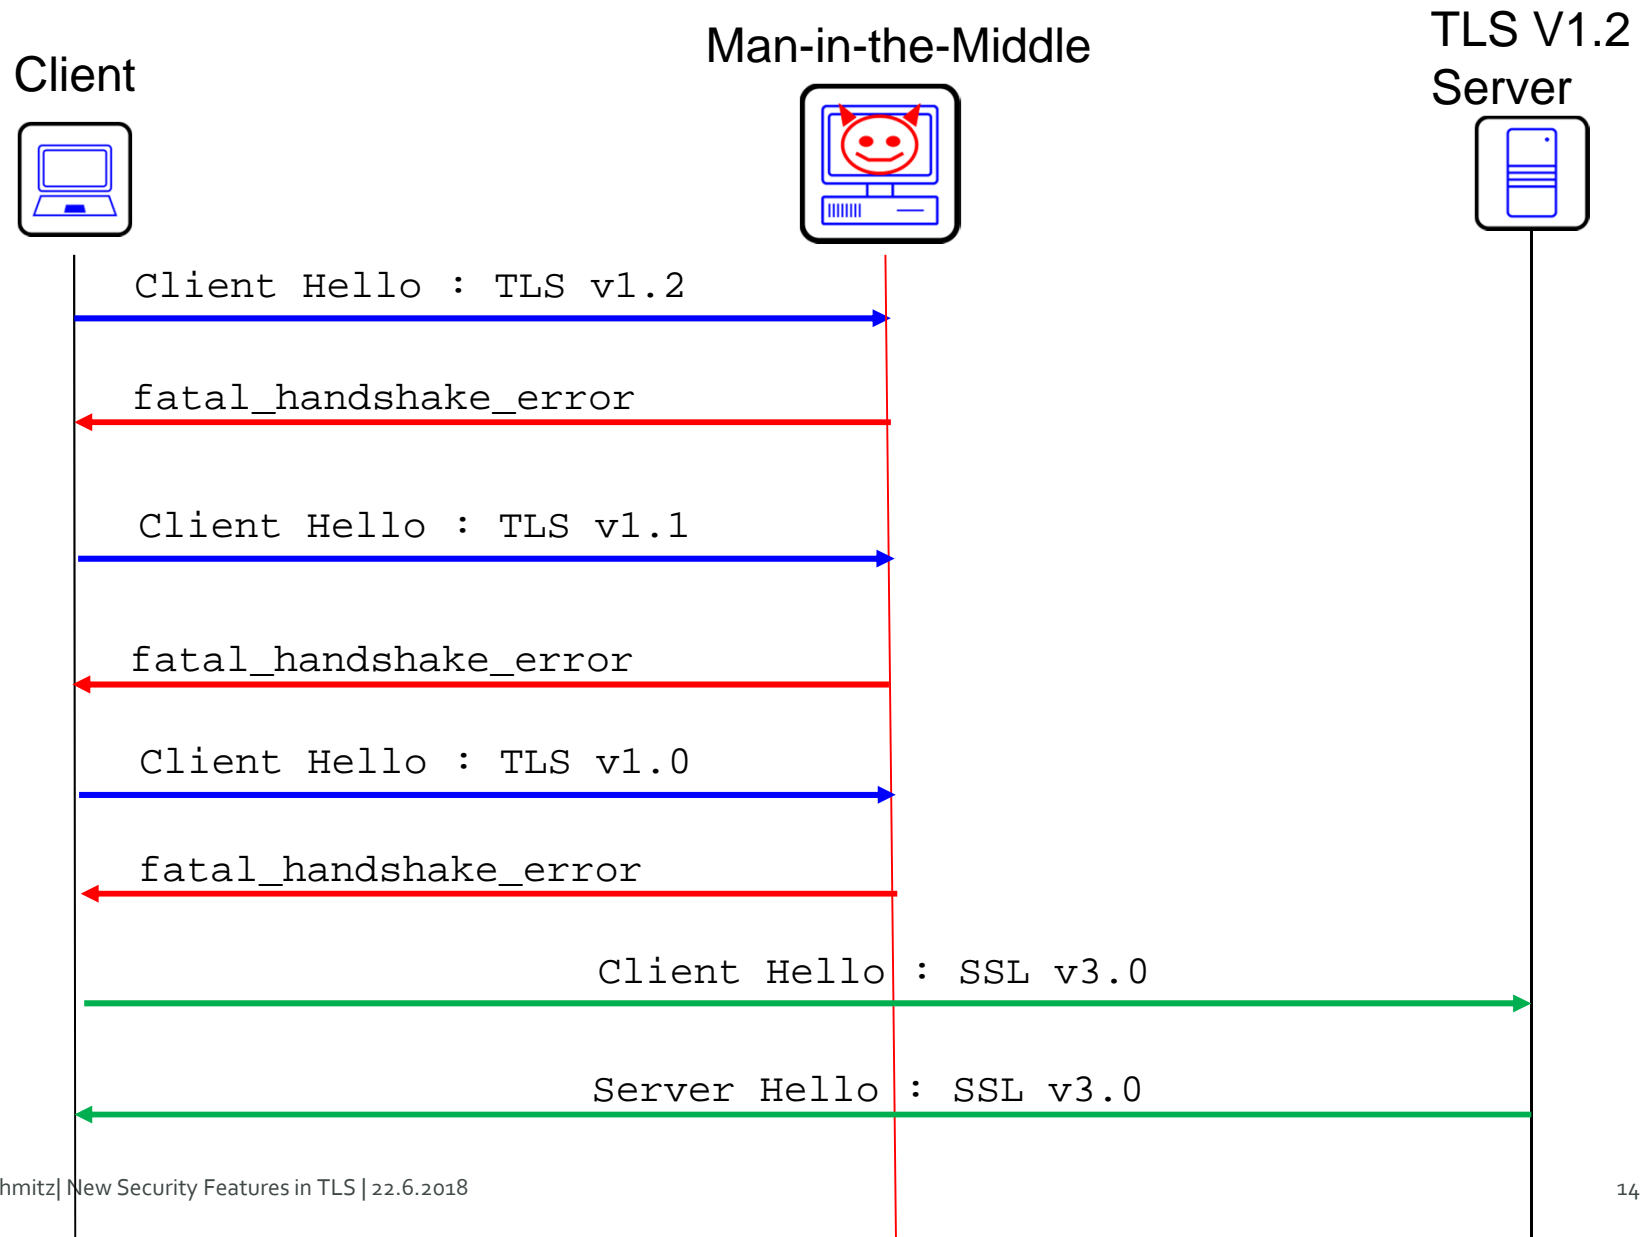 Client
Man-in-the-Middle
TLS V1.2
Server
Client Hello : TLS v1.2
fatal_handshake_error
Client Hello : TLS v1.1
fatal_handshake_error
Client Hello : TLS v1.0
fatal_handshake_error
Client Hello : SSL v3.0
Server Hello : SSL v3.0
hmitz| New Security Features in TLS | 22.6.2018
14